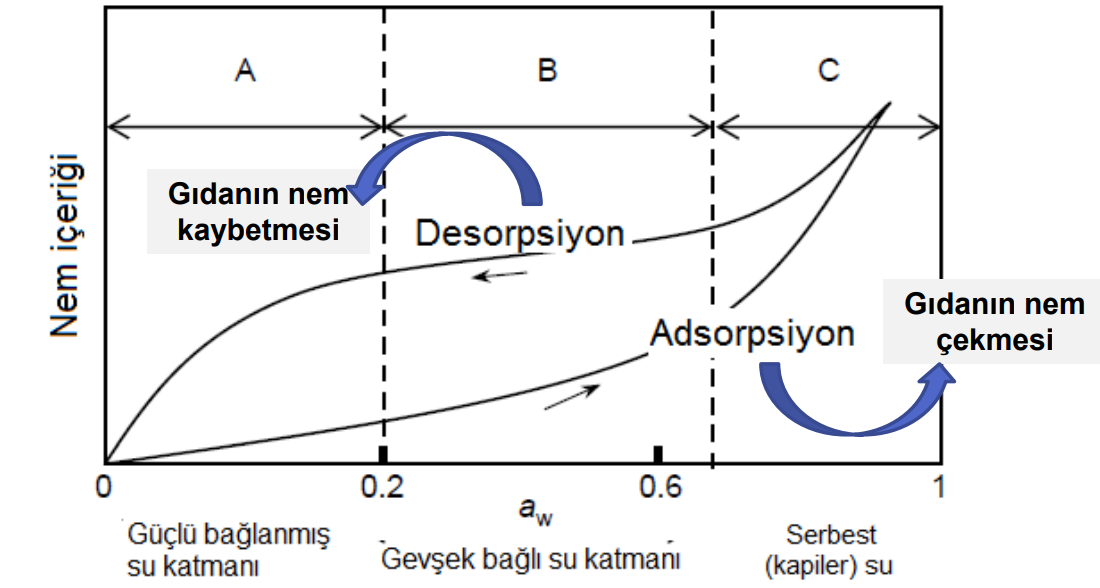 A
B
C
Gıdanın nem
kaybetmesi
Desorpsiyon
Nem içeriği
Gıdanın nem
çekmesi
Adsorpsiyon
0
0.2
0.6
1
aw
Güçlü bağlanmış
su katmanı
Gevşek bağlı su katmanı
Serbest
(kapiler) su